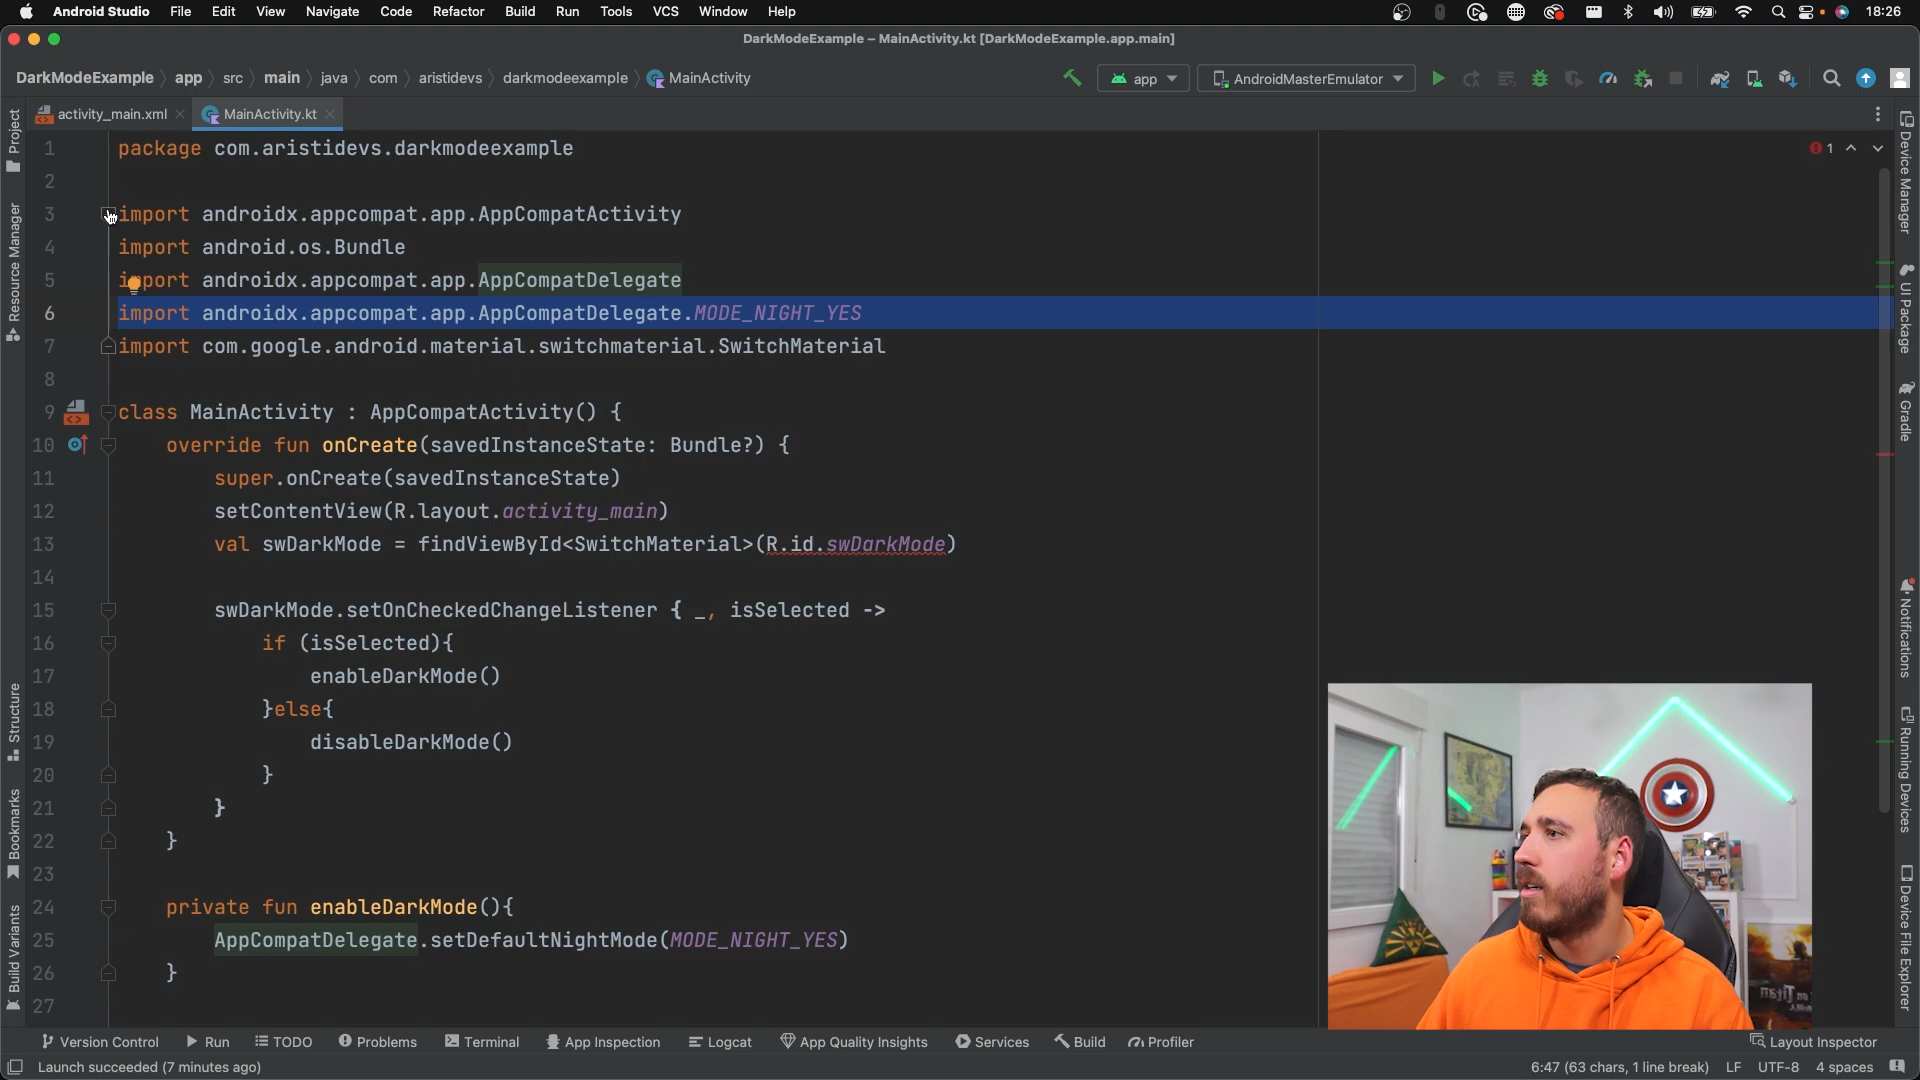 Android Studio File Edit View Navigate Code Refactor Build Run Tools VCS Window Help 18:26
DarkModeExample – MainActivity.kt [DarkModeExample.app.main]
DarkModeExample app src main java com aristidevs darkmodeexample MainActivity app AndroidMasterEmulator
activity_main.xml MainActivity.kt
1 package com.aristidevs.darkmodeexample 1
2
3 import androidx.appcompat.app.AppCompatActivity
4 import android.os.Bundle
5 import androidx.appcompat.app.AppCompatDelegate
6 import androidx.appcompat.app.AppCompatDelegate.MODE_NIGHT_YES
7 import com.google.android.material.switchmaterial.SwitchMaterial
8
9 class MainActivity : AppCompatActivity() {
10 override fun onCreate(savedInstanceState: Bundle?) {
11 super.onCreate(savedInstanceState)
12 setContentView(R.layout.activity_main)
13 val swDarkMode = findViewById<SwitchMaterial>(R.id.swDarkMode)
14
15 swDarkMode.setOnCheckedChangeListener { _, isSelected ->
16 if (isSelected){
17 enableDarkMode()
18 }else{
19 disableDarkMode()
20 }
21 }
22 }
23
24 private fun enableDarkMode(){
25 AppCompatDelegate.setDefaultNightMode(MODE_NIGHT_YES)
26 }
27
Project
Resource Manager
Structure
Bookmarks
Build Variants
Device Manager
UI Package
Gradle
Notifications
Running Devices
Device File Explorer
Version Control Run TODO Problems Terminal App Inspection Logcat App Quality Insights Services Build Profiler Layout Inspector
Launch succeeded (7 minutes ago) 6:47 (63 chars, 1 line break) LF UTF-8 4 spaces